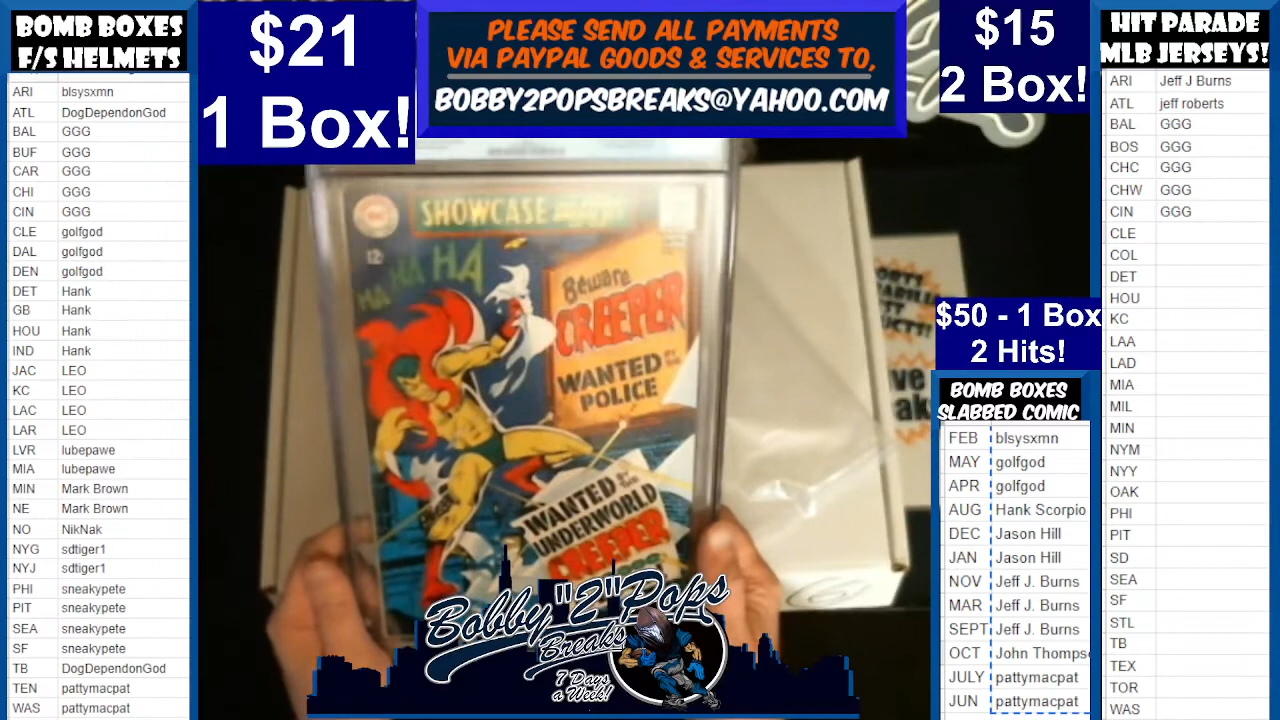 BOMB BOXES
F/S HELMETS
ARI blsysxmn
ATL DogDependonGod
BAL GGG
BUF GGG
CAR GGG
CHI GGG
CIN GGG
CLE golfgod
DAL golfgod
DEN golfgod
DET Hank
GB Hank
HOU Hank
IND Hank
JAC LEO
KC LEO
LAC LEO
LAR LEO
LVR lubepawe
MIA lubepawe
MIN Mark Brown
NE Mark Brown
NO NikNak
NYG sdtiger1
NYJ sdtiger1
PHI sneakypete
PIT sneakypete
SEA sneakypete
SF sneakypete
TB DogDependonGod
TEN pattymacpat
WAS pattymacpat
$21
1 Box!
PLEASE SEND ALL PAYMENTS
VIA PAYPAL GOODS & SERVICES TO,
BOBBY2POPSBREAKS@YAHOO.COM
SHOWCASE
12
HA HA HA
Beware
CREEPER
WANTED BY THE
POLICE
WANTED BY THE
UNDERWORLD
CREEPER
Bobby "2" Pops
Breaks
7 Days
a Week!
$15
2 Box!
$50 - 1 Box
2 Hits!
BOMB BOXES
SLABBED COMIC
FEB blsysxmn
MAY golfgod
APR golfgod
AUG Hank Scorpio
DEC Jason Hill
JAN Jason Hill
NOV Jeff J. Burns
MAR Jeff J. Burns
SEPT Jeff J. Burns
OCT John Thomps
JULY pattymacpat
JUN pattymacpat
HIT PARADE
MLB JERSEYS!
ARI Jeff J Burns
ATL jeff roberts
BAL GGG
BOS GGG
CHC GGG
CHW GGG
CIN GGG
CLE
COL
DET
HOU
KC
LAA
LAD
MIA
MIL
MIN
NYM
NYY
OAK
PHI
PIT
SD
SEA
SF
STL
TB
TEX
TOR
WAS